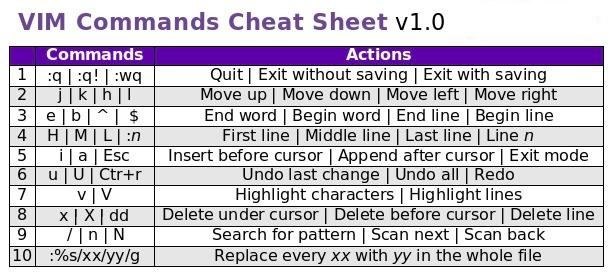 VIM Commands Cheat Sheet v1.0
Commands Actions
1 :q | :q! | :wq Quit | Exit without saving | Exit with saving
2 j | k | h | l Move up | Move down | Move left | Move right
3 e | b | ^ | $ End word | Begin word | End line | Begin line
4 H | M | L | :n First line | Middle line | Last line | Line n
5 i | a | Esc Insert before cursor | Append after cursor | Exit mode
6 u | U | Ctr+r Undo last change | Undo all | Redo
7 v | V Highlight characters | Highlight lines
8 x | X | dd Delete under cursor | Delete before cursor | Delete line
9 / | n | N Search for pattern | Scan next | Scan back
10 :%s/xx/yy/g Replace every xx with yy in the whole file